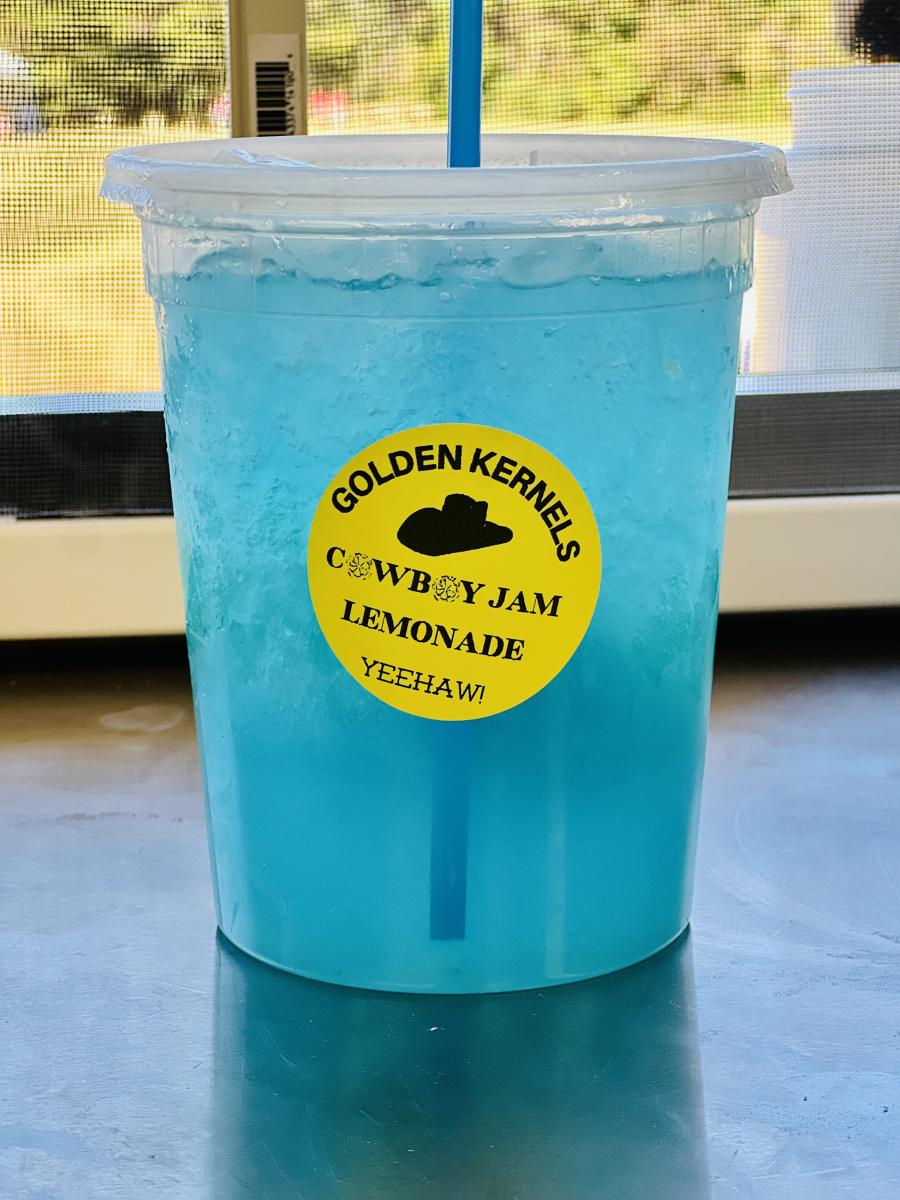 GOLDEN KERNELS
COWBOY JAM
LEMONADE
YEEHAW!